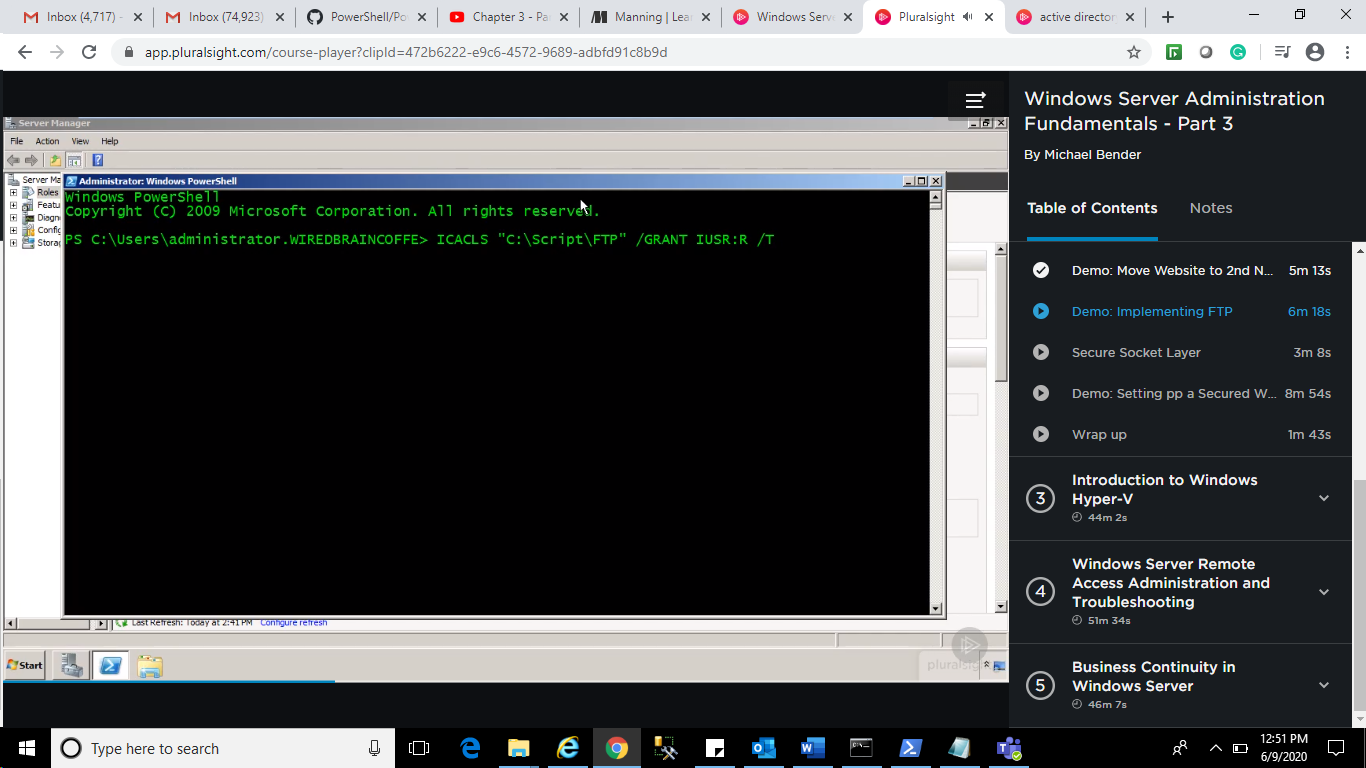 Inbox (4,717) -
Inbox (74,923)
PowerShell/Po
Chapter 3 - Pa
Manning | Lea
Windows Serv
Pluralsight
active director
app.pluralsight.com/course-player?clipId=472b6222-e9c6-4572-9689-adbfd91c8b9d
Server Manager
File Action View Help
Server Ma
Roles
Featu
Diagn
Config
Storag
Administrator: Windows PowerShell
Windows PowerShell
Copyright (C) 2009 Microsoft Corporation. All rights reserved.
PS C:\Users\administrator.WIREDBRAINCOFFE> ICACLS "C:\Script\FTP" /GRANT IUSR:R /T
Last Refresh: Today at 2:41 PM Configure refresh
Start
pluralsig
Windows Server Administration
Fundamentals - Part 3
By Michael Bender
Table of Contents
Notes
Demo: Move Website to 2nd N... 5m 13s
Demo: Implementing FTP 6m 18s
Secure Socket Layer 3m 8s
Demo: Setting pp a Secured W... 8m 54s
Wrap up 1m 43s
3
Introduction to Windows
Hyper-V
44m 2s
4
Windows Server Remote
Access Administration and
Troubleshooting
51m 34s
5
Business Continuity in
Windows Server
46m 7s
Type here to search
12:51 PM
6/9/2020